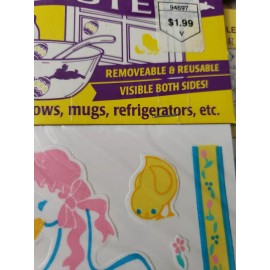 94697
$1.99
REMOVEABLE & REUSABLE
VISIBLE BOTH SIDES!
ows, mugs, refrigerators, etc.